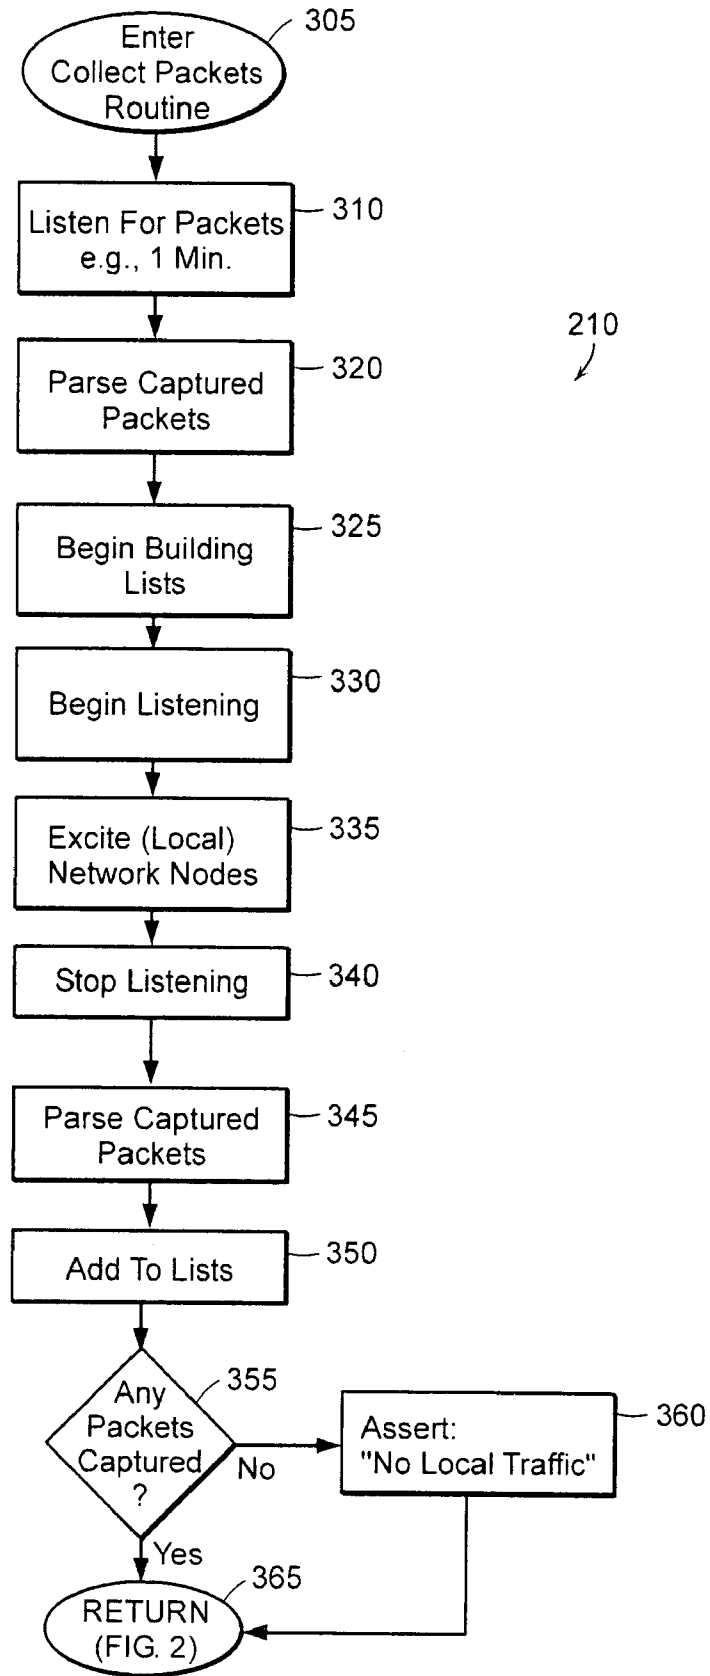 Enter
Collect Packets
Routine
305
Listen For Packets
e.g., 1 Min.
310
210
Parse Captured
Packets
320
Begin Building
Lists
325
Begin Listening
330
Excite (Local)
Network Nodes
335
Stop Listening
340
Parse Captured
Packets
345
Add To Lists
350
Any
Packets
Captured
?
355
No
Assert:
"No Local Traffic"
360
Yes
RETURN
(FIG. 2)
365